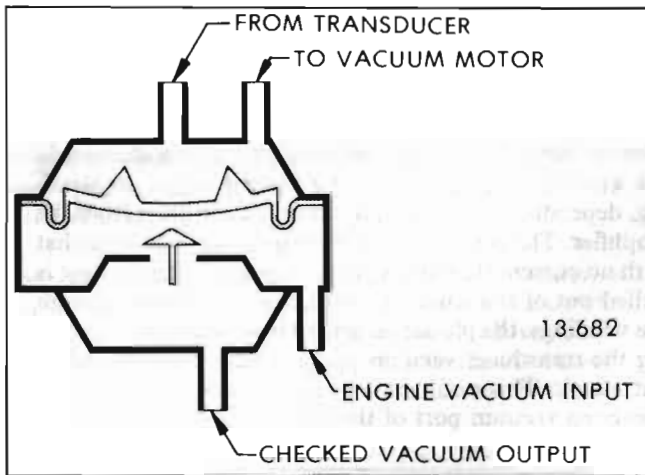 FROM TRANSDUCER
TO VACUUM MOTOR
13-682
ENGINE VACUUM INPUT
CHECKED VACUUM OUTPUT